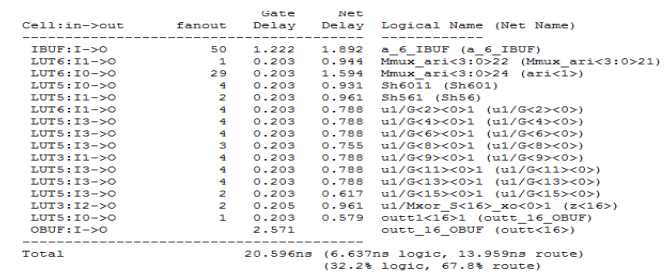 Gate Net
Cell:in->out fanout Delay Delay Logical Name (Net Name)
IBUF:I->O 50 1.222 1.892 a_6_IBUF (a_6_IBUF)
LUT6:I1->O 1 0.203 0.944 Mmux_ari<3:0>22 (Mmux_ari<3:0>21)
LUT6:I0->O 29 0.203 1.594 Mmux_ari<3:0>24 (ari<1>)
LUT5:I0->O 4 0.203 0.931 Sh6011 (Sh601)
LUT5:I1->O 2 0.203 0.961 Sh561 (Sh56)
LUT6:I1->O 4 0.203 0.788 u1/G<2><0>1 (u1/G<2><0>)
LUT5:I3->O 4 0.203 0.788 u1/G<4><0>1 (u1/G<4><0>)
LUT5:I3->O 4 0.203 0.788 u1/G<6><0>1 (u1/G<6><0>)
LUT5:I3->O 3 0.203 0.755 u1/G<8><0>1 (u1/G<8><0>)
LUT3:I1->O 4 0.203 0.788 u1/G<9><0>1 (u1/G<9><0>)
LUT5:I3->O 4 0.203 0.788 u1/G<11><0>1 (u1/G<11><0>)
LUT5:I3->O 4 0.203 0.788 u1/G<13><0>1 (u1/G<13><0>)
LUT5:I3->O 2 0.203 0.617 u1/G<15><0>1 (u1/G<15><0>)
LUT3:I2->O 2 0.205 0.961 u1/Mxor_S<16>_xo<0>1 (z<16>)
LUT5:I0->O 1 0.203 0.579 outt1<16>1 (outt_16_OBUF)
OBUF:I->O 2.571 outt_16_OBUF (outt<16>)
Total 20.596ns (6.637ns logic, 13.959ns route)
(32.2% logic, 67.8% route)